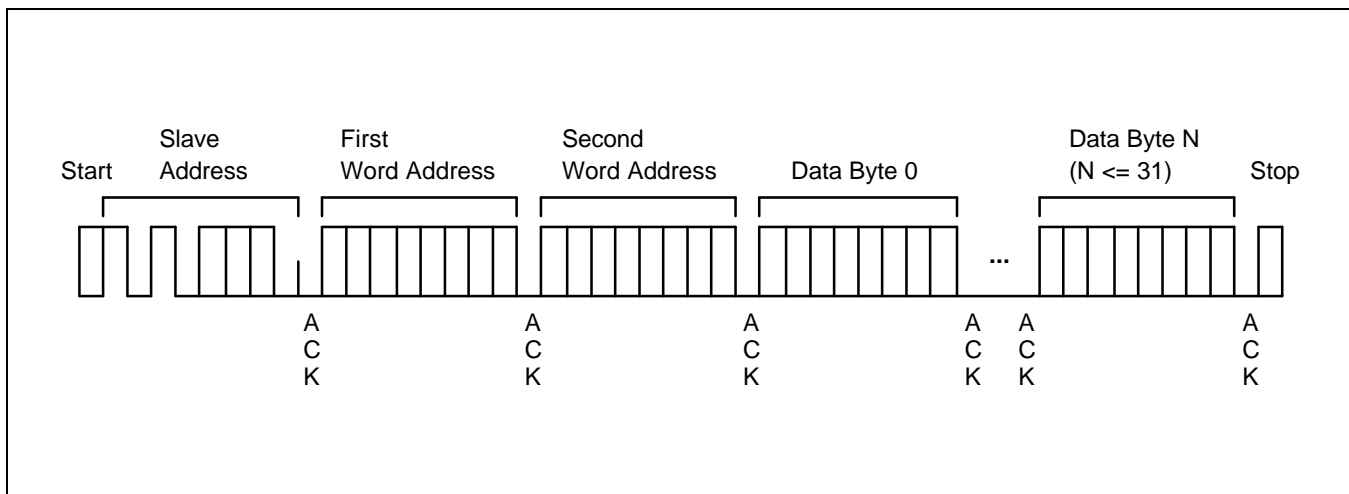 Start
Slave
Address
First
Word Address
Second
Word Address
Data Byte 0
...
Data Byte N
(N <= 31)
Stop
A
C
K
A
C
K
A
C
K
A
C
K
A
C
K
A
C
K